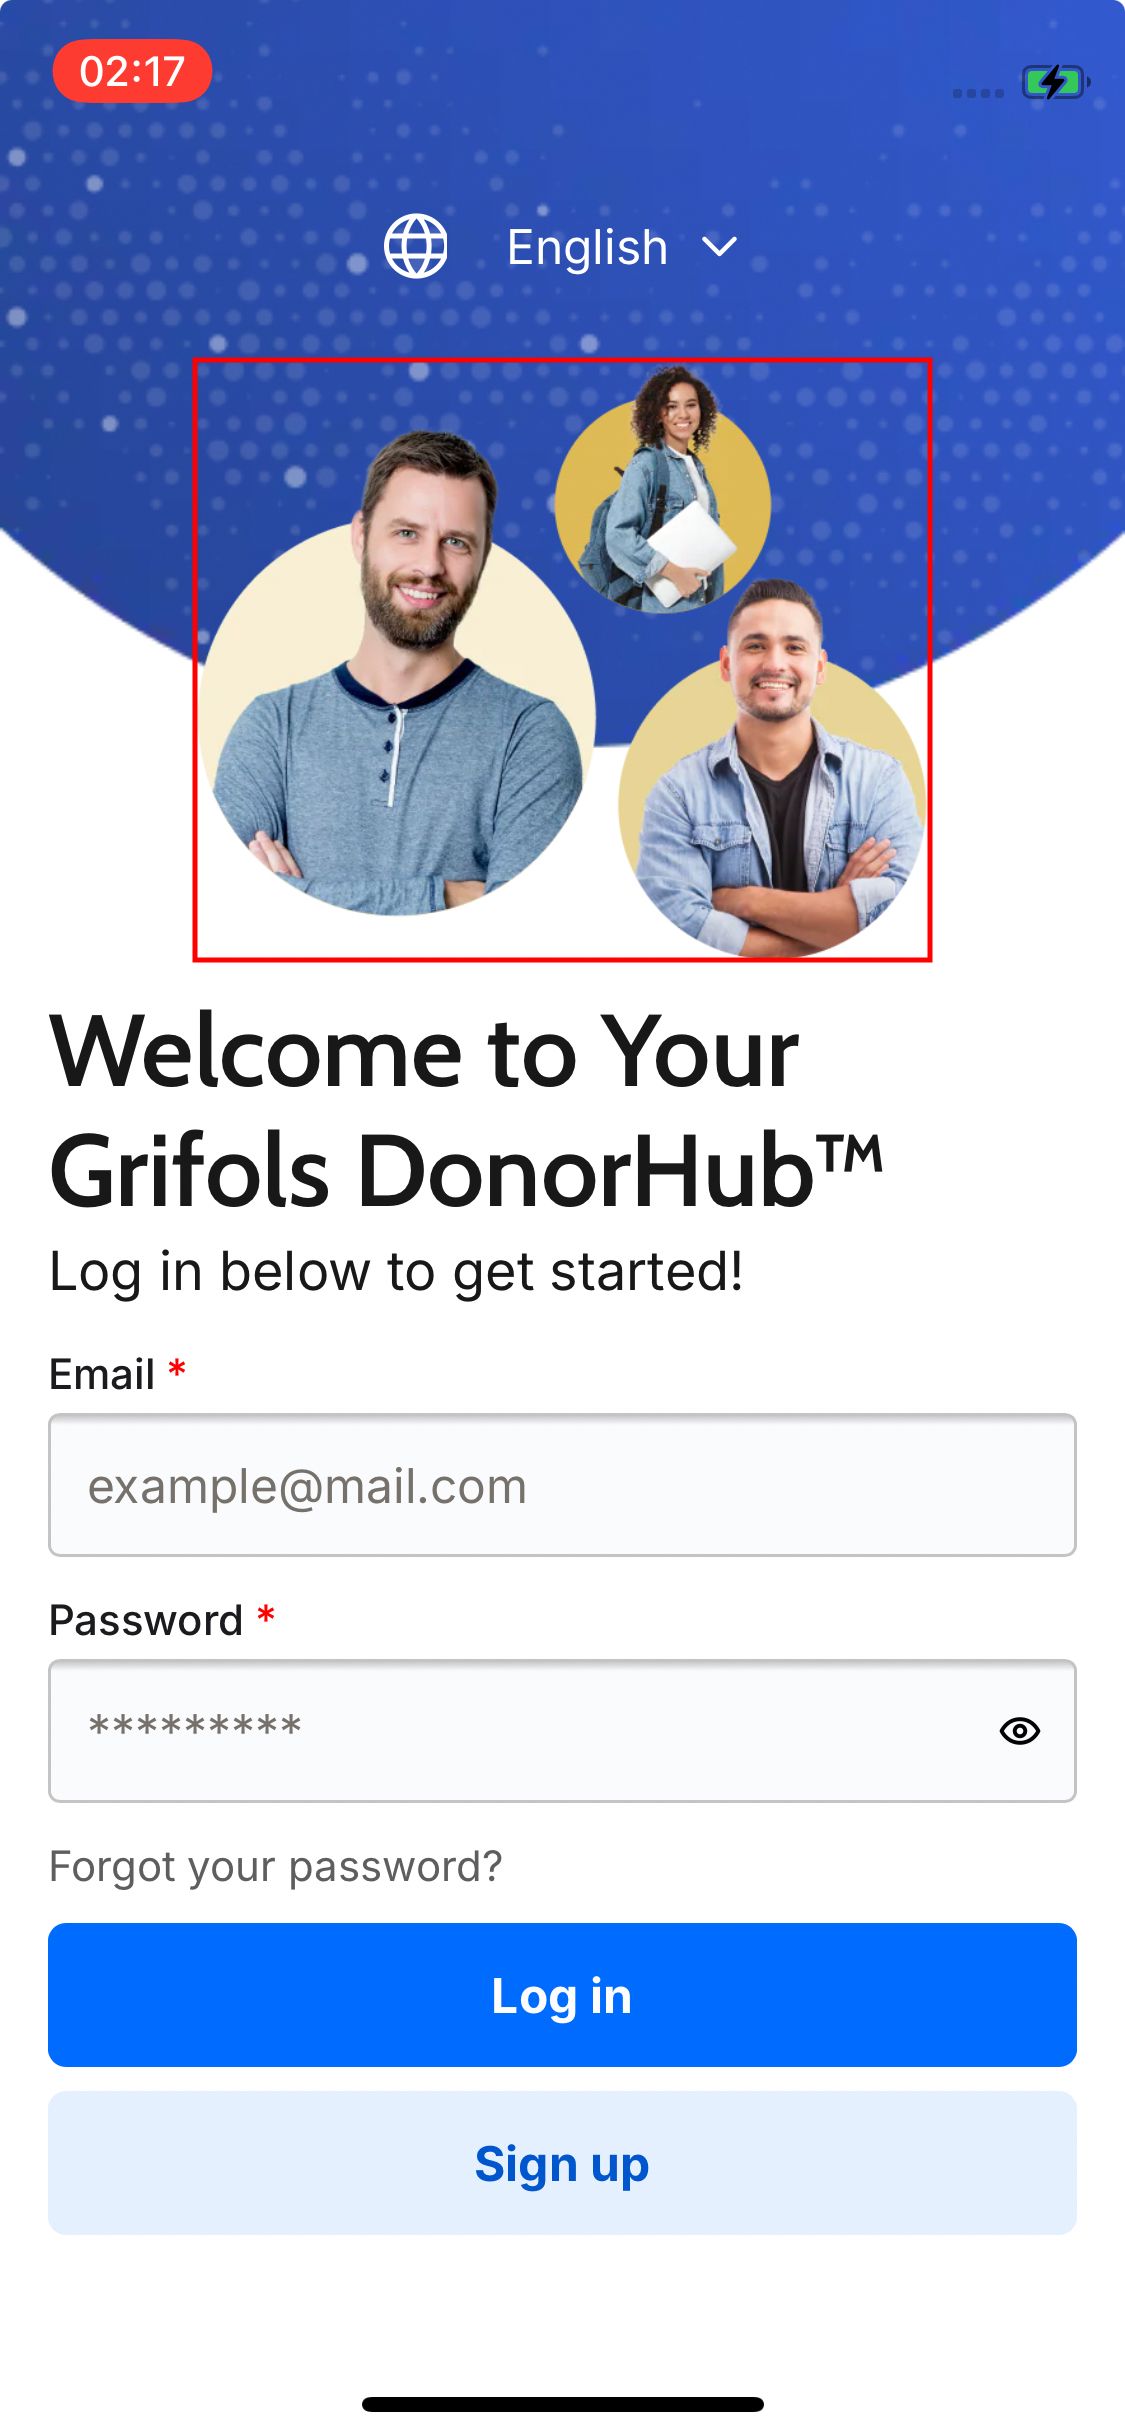 02:17
English
Welcome to Your
Grifols DonorHub™
Log in below to get started!
Email *
example@mail.com
Password *
*********
Forgot your password?
Log in
Sign up